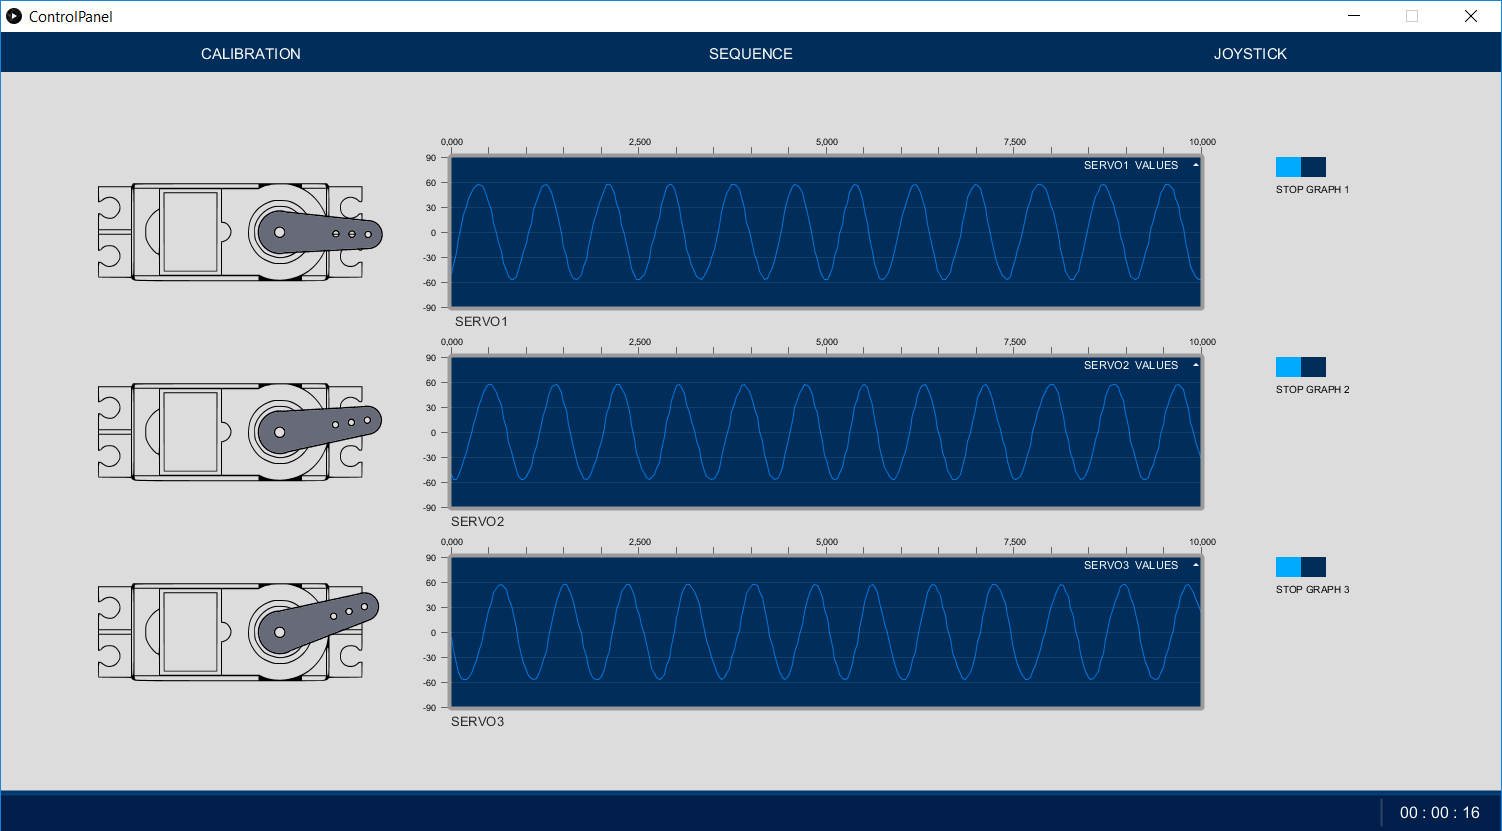 ControlPanel
CALIBRATION SEQUENCE JOYSTICK
0,000 2,500 5,000 7,500 10,000
90
SERVO1 VALUES
60
30
0
-30
-60
-90
STOP GRAPH 1
SERVO1
0,000 2,500 5,000 7,500 10,000
90
SERVO2 VALUES
60
30
0
-30
-60
-90
STOP GRAPH 2
SERVO2
0,000 2,500 5,000 7,500 10,000
90
SERVO3 VALUES
60
30
0
-30
-60
-90
STOP GRAPH 3
SERVO3
00 : 00 : 16